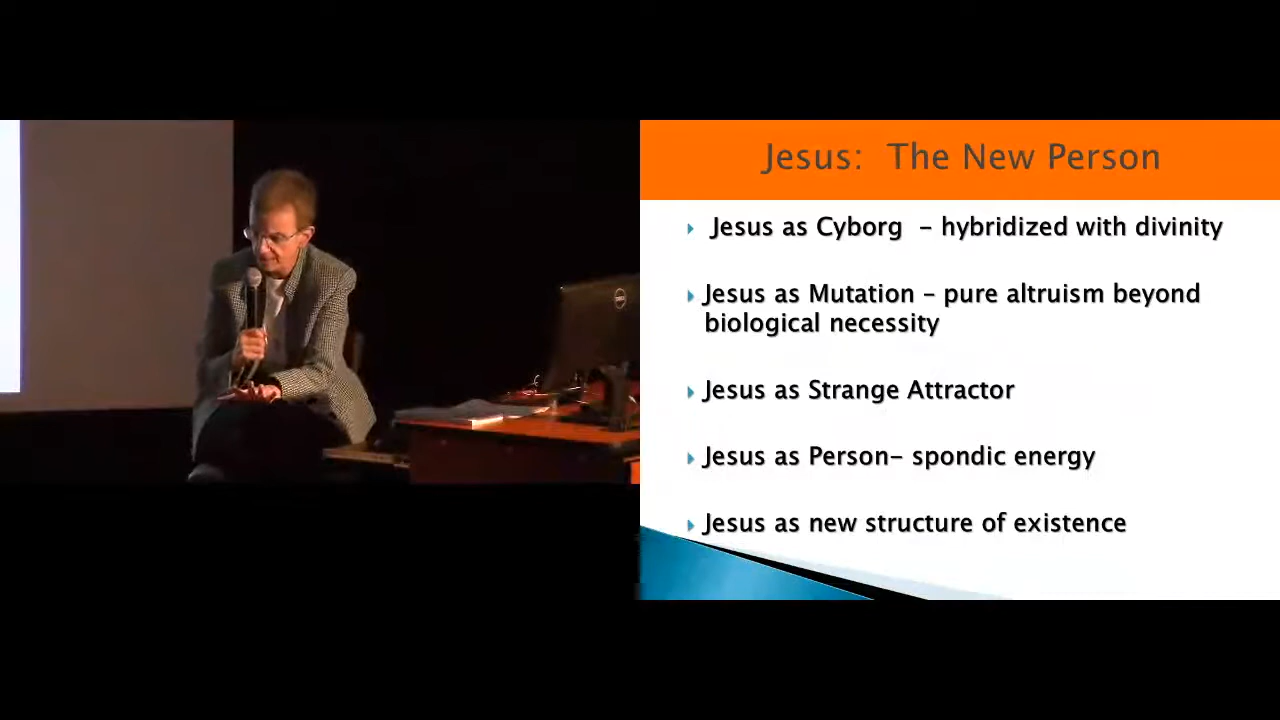 Jesus: The New Person
Jesus as Cyborg – hybridized with divinity
Jesus as Mutation – pure altruism beyond
biological necessity
Jesus as Strange Attractor
Jesus as Person– spondic energy
Jesus as new structure of existence